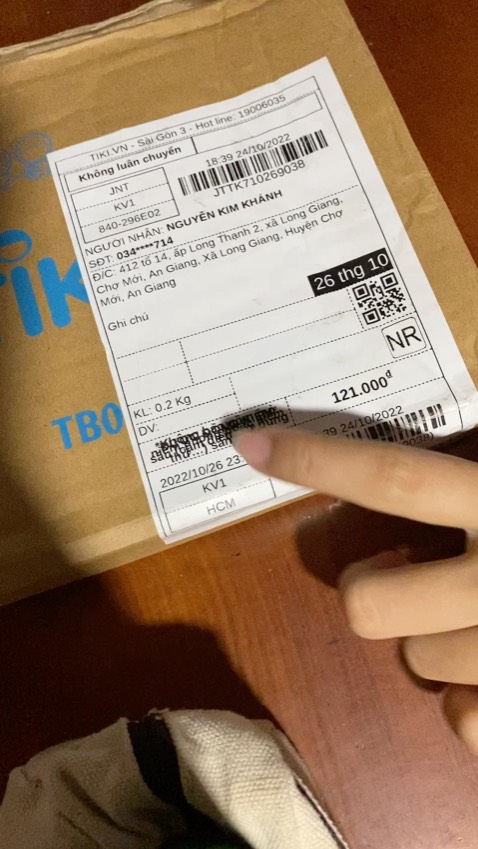 TIKI.VN - Sài Gòn 3 - Hot line: 19006035
Không luân chuyển
JNT
KV1
840-296E02
18:39 24/10/2022
JTTK710269038
NGƯỜI NHẬN: NGUYỄN KIM KHÁNH
SĐT: 034****714
Đ/C: 412 tổ 14, ấp Long Thạnh 2, xã Long Giang,
Chợ Mới, An Giang, Xã Long Giang, Huyện Chợ
Mới, An Giang
26 thg 10
Ghi chú
NR
KL: 0.2 Kg
121.000đ
DV:
39 24/10/2022
2022/10/26 23
KV1
HCM
TIK
TB0